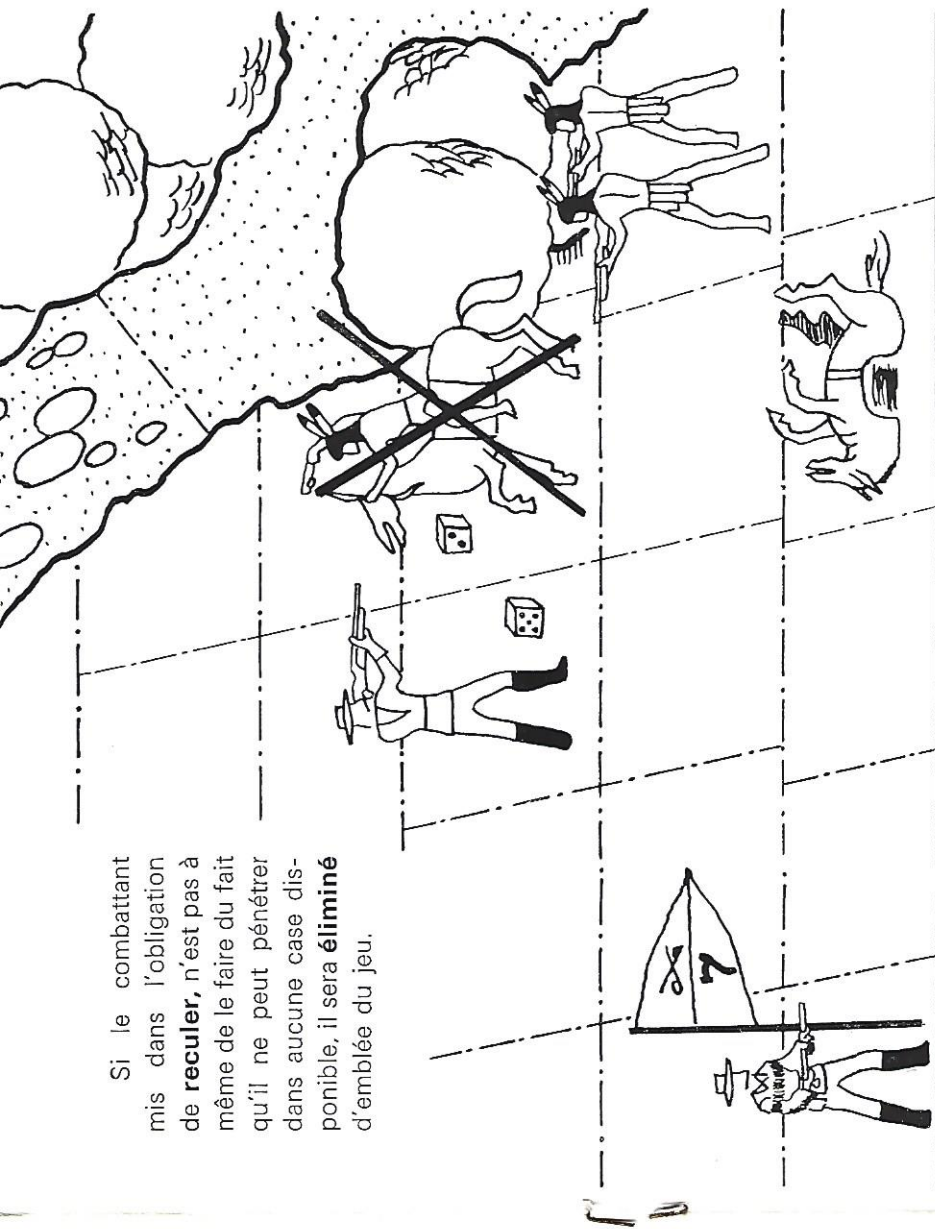 Si le combattant
mis dans l'obligation
de reculer, n'est pas à
même de le faire du fait
qu'il ne peut pénétrer
dans aucune case dis-
ponible, il sera éliminé
d'emblée du jeu.
7